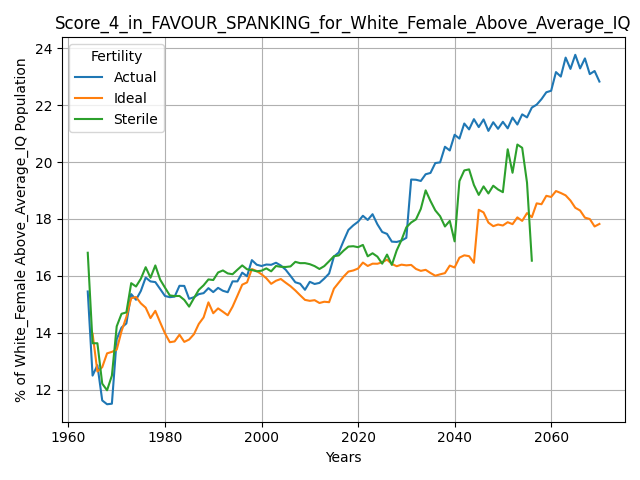 Score_4_in_FAVOUR_SPANKING_for_White_Female_Above_Average_IQ
Fertility
Actual
Ideal
Sterile
% of White_Female Above_Average_IQ Population
24
22
20
18
16
14
12
1960
1980
2000
2020
2040
2060
Years